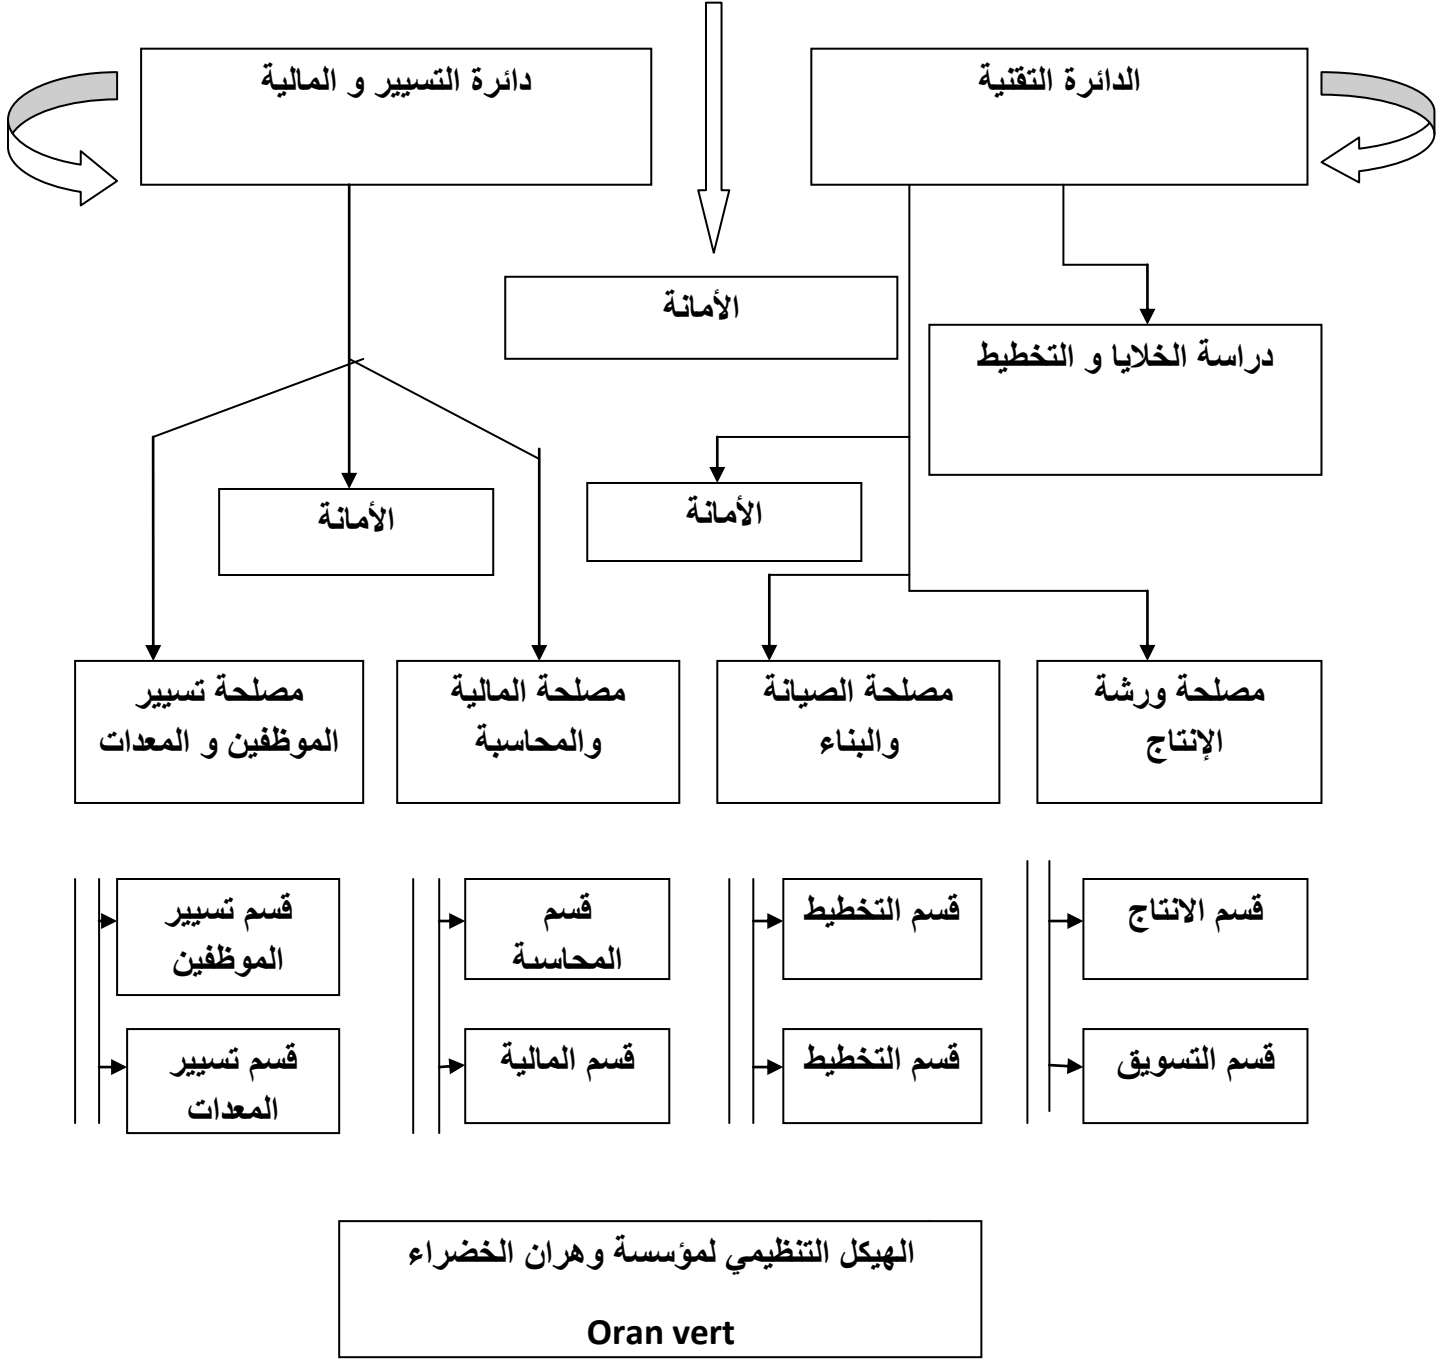 الدائرة التقنية
دائرة التسيير و المالية
الأمانة
دراسة الخلايا و التخطيط
الأمانة
الأمانة
مصلحة ورشة
الإنتاج
مصلحة الصيانة
والبناء
مصلحة المالية
والمحاسبة
مصلحة تسيير
الموظفين و المعدات
قسم الانتاج
قسم التخطيط
قسم
المحاسبة
قسم تسيير
الموظفين
قسم التسويق
قسم التخطيط
قسم المالية
قسم تسيير
المعدات
الهيكل التنظيمي لمؤسسة وهران الخضراء
Oran vert